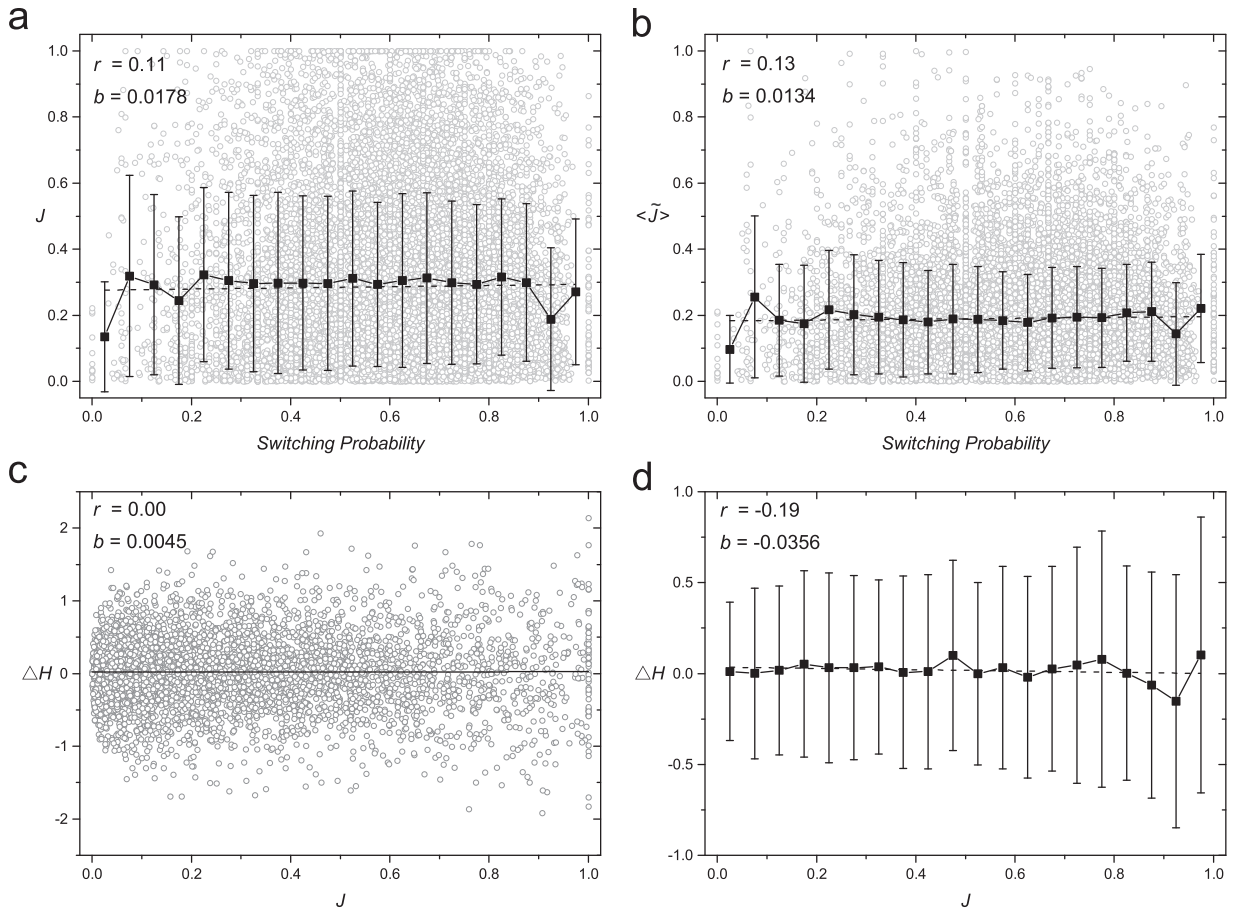 a
r = 0.11
b = 0.0178
J
1.0
0.8
0.6
0.4
0.2
0.0
0.0 0.2 0.4 0.6 0.8 1.0
Switching Probability
b
r = 0.13
b = 0.0134
<J̃>
1.0
0.8
0.6
0.4
0.2
0.0
0.0 0.2 0.4 0.6 0.8 1.0
Switching Probability
c
r = 0.00
b = 0.0045
△H
2
1
0
-1
-2
0.0 0.2 0.4 0.6 0.8 1.0
J
d
r = -0.19
b = -0.0356
△H
1.0
0.5
0.0
-0.5
-1.0
0.0 0.2 0.4 0.6 0.8 1.0
J